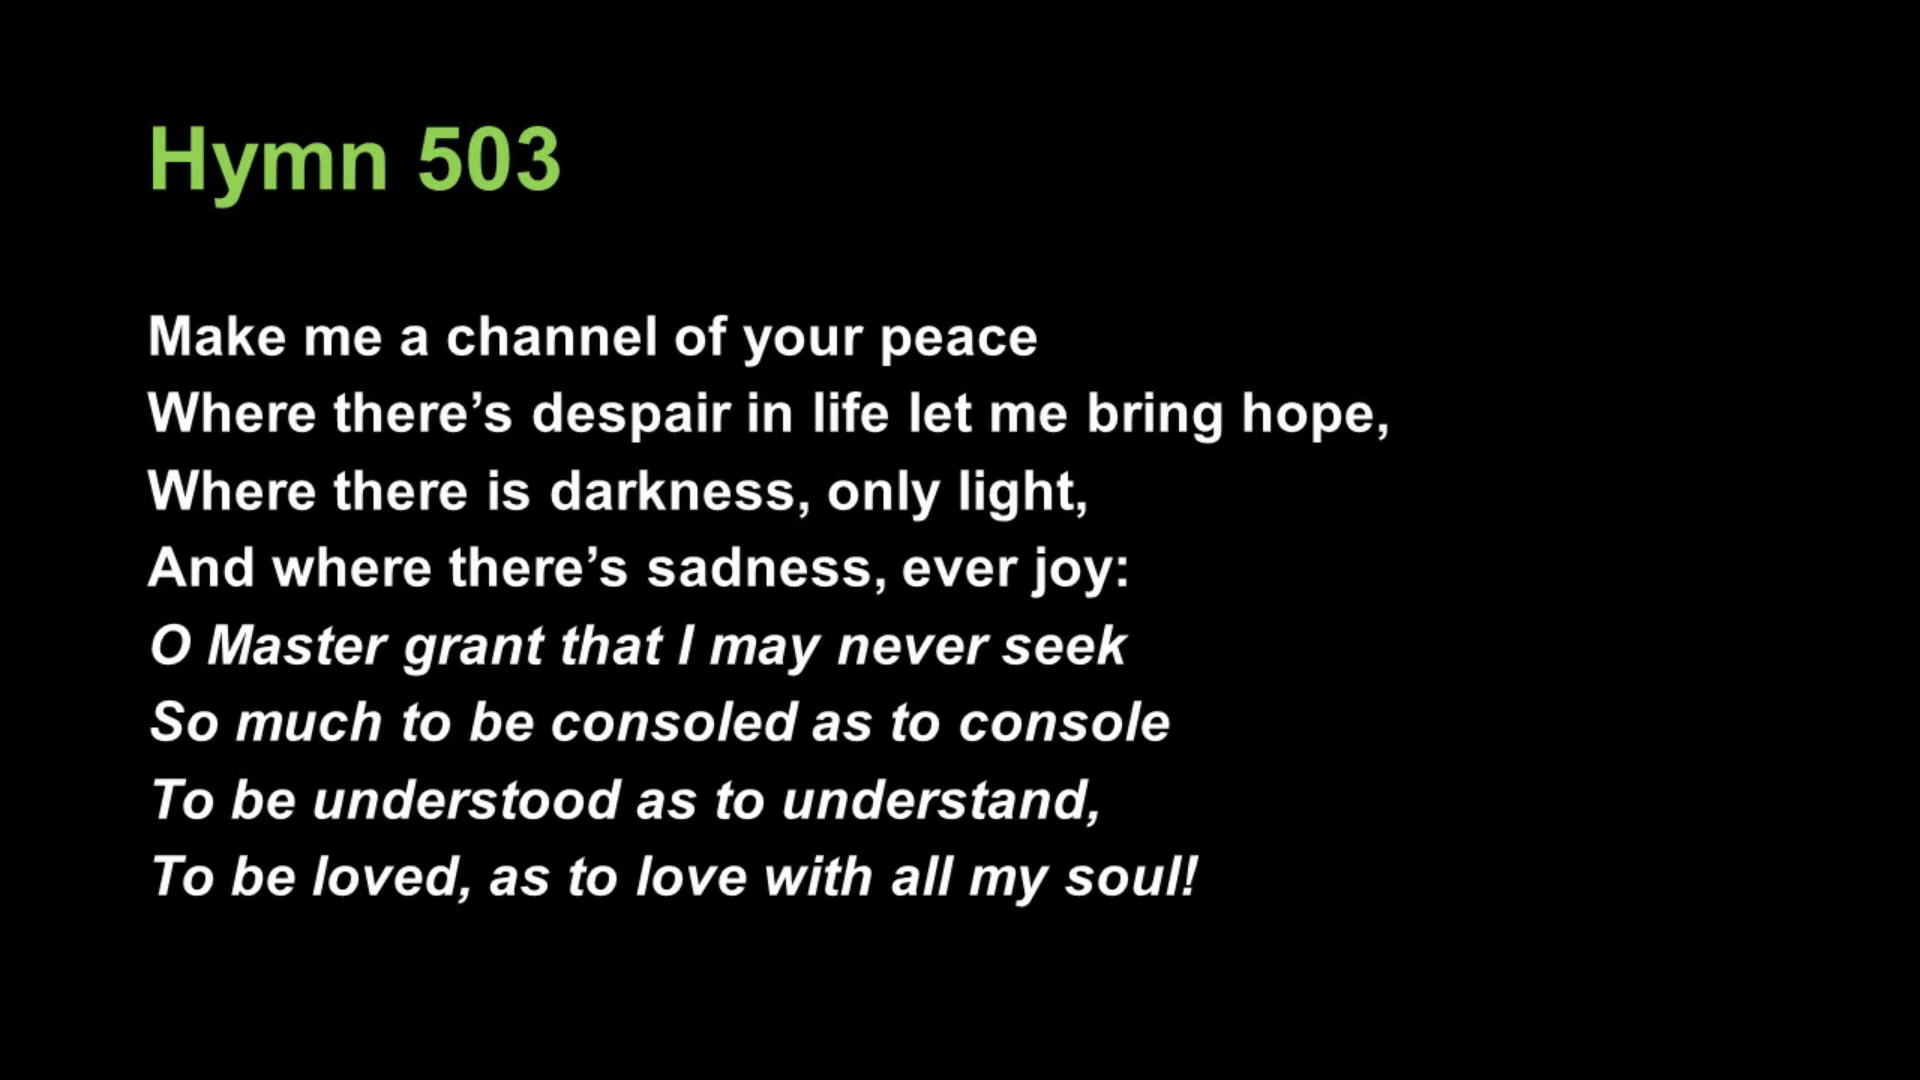 Hymn 503
Make me a channel of your peace
Where there’s despair in life let me bring hope,
Where there is darkness, only light,
And where there’s sadness, ever joy:
O Master grant that I may never seek
So much to be consoled as to console
To be understood as to understand,
To be loved, as to love with all my soul!